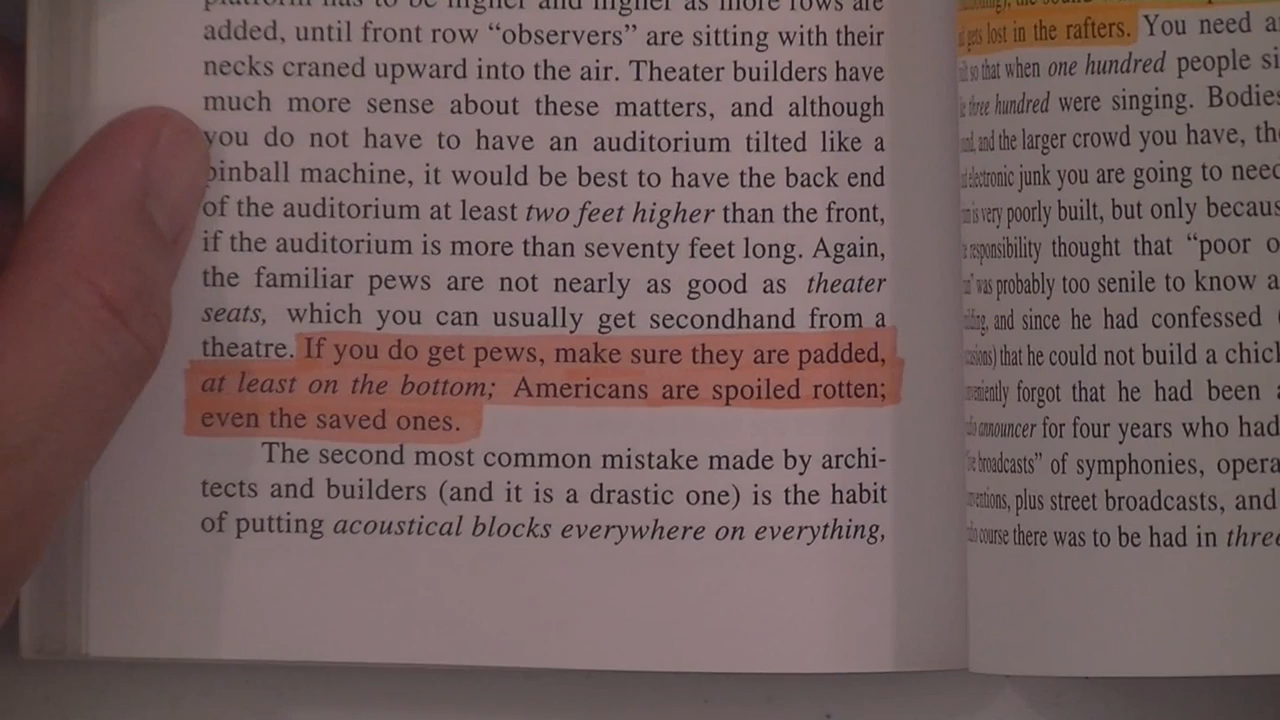 platform has to be higher and higher as more rows are
added, until front row “observers” are sitting with their
necks craned upward into the air. Theater builders have
much more sense about these matters, and although
you do not have to have an auditorium tilted like a
pinball machine, it would be best to have the back end
of the auditorium at least two feet higher than the front,
if the auditorium is more than seventy feet long. Again,
the familiar pews are not nearly as good as theater
seats, which you can usually get secondhand from a
theatre. If you do get pews, make sure they are padded,
at least on the bottom; Americans are spoiled rotten;
even the saved ones.
The second most common mistake made by archi-
tects and builders (and it is a drastic one) is the habit
of putting acoustical blocks everywhere on everything,
gets lost in the rafters. You need
so that when one hundred people
three hundred were singing.
and the larger crowd you have,
electronic junk you are going to
is very poorly built, but only
responsibility thought that “poor
was probably too senile to know
and since he had confessed
that he could not build a
forgot that he had been
announcer for four years who had
broadcasts” of symphonies,
plus street broadcasts, and
course there was to be had in